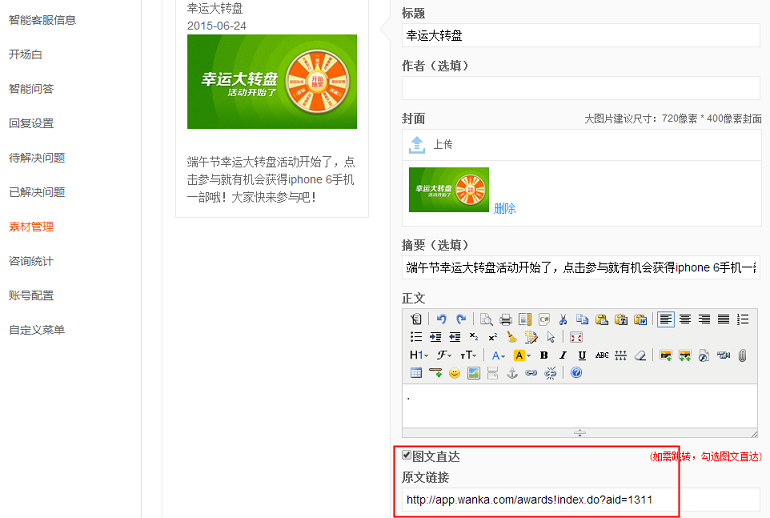 智能客服信息
开场白
智能问答
回复设置
待解决问题
已解决问题
素材管理
咨询统计
账号配置
自定义菜单
幸运大转盘
2015-06-24
幸运大转盘
活动开始了
开始抽奖
端午节幸运大转盘活动开始了，点
击参与就有机会获得iphone 6手机
一部哦！大家快来参与吧！
标题
幸运大转盘
作者（选填）
封面
大图片建议尺寸：720像素 * 400像素封面
上传
删除
摘要（选填）
端午节幸运大转盘活动开始了，点击参与就有机会获得iphone 6手机一部
正文
H1
F
тT
A
A
B
I
U
ABC
.
图文直达
(如需跳转，勾选图文直达)
原文链接
http://app.wanka.com/awards!index.do?aid=1311